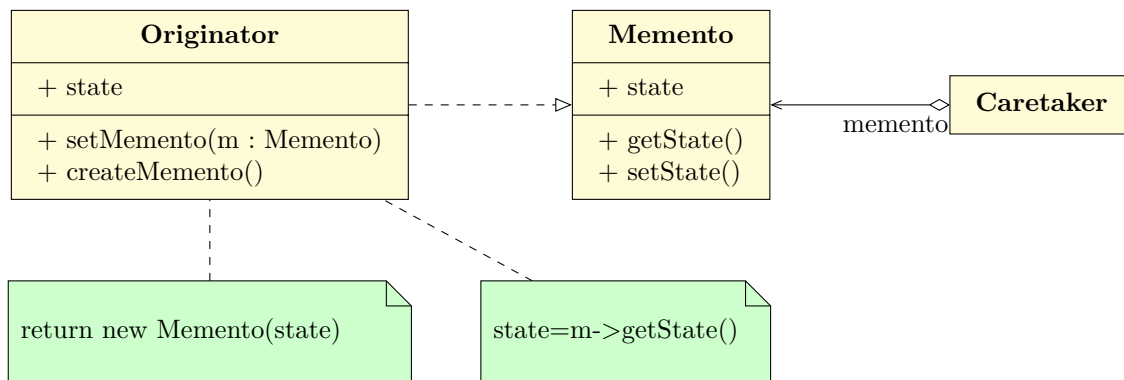 Originator
+ state
+ setMemento(m : Memento)
+ createMemento()
Memento
+ state
+ getState()
+ setState()
memento
Caretaker
return new Memento(state)
state=m->getState()